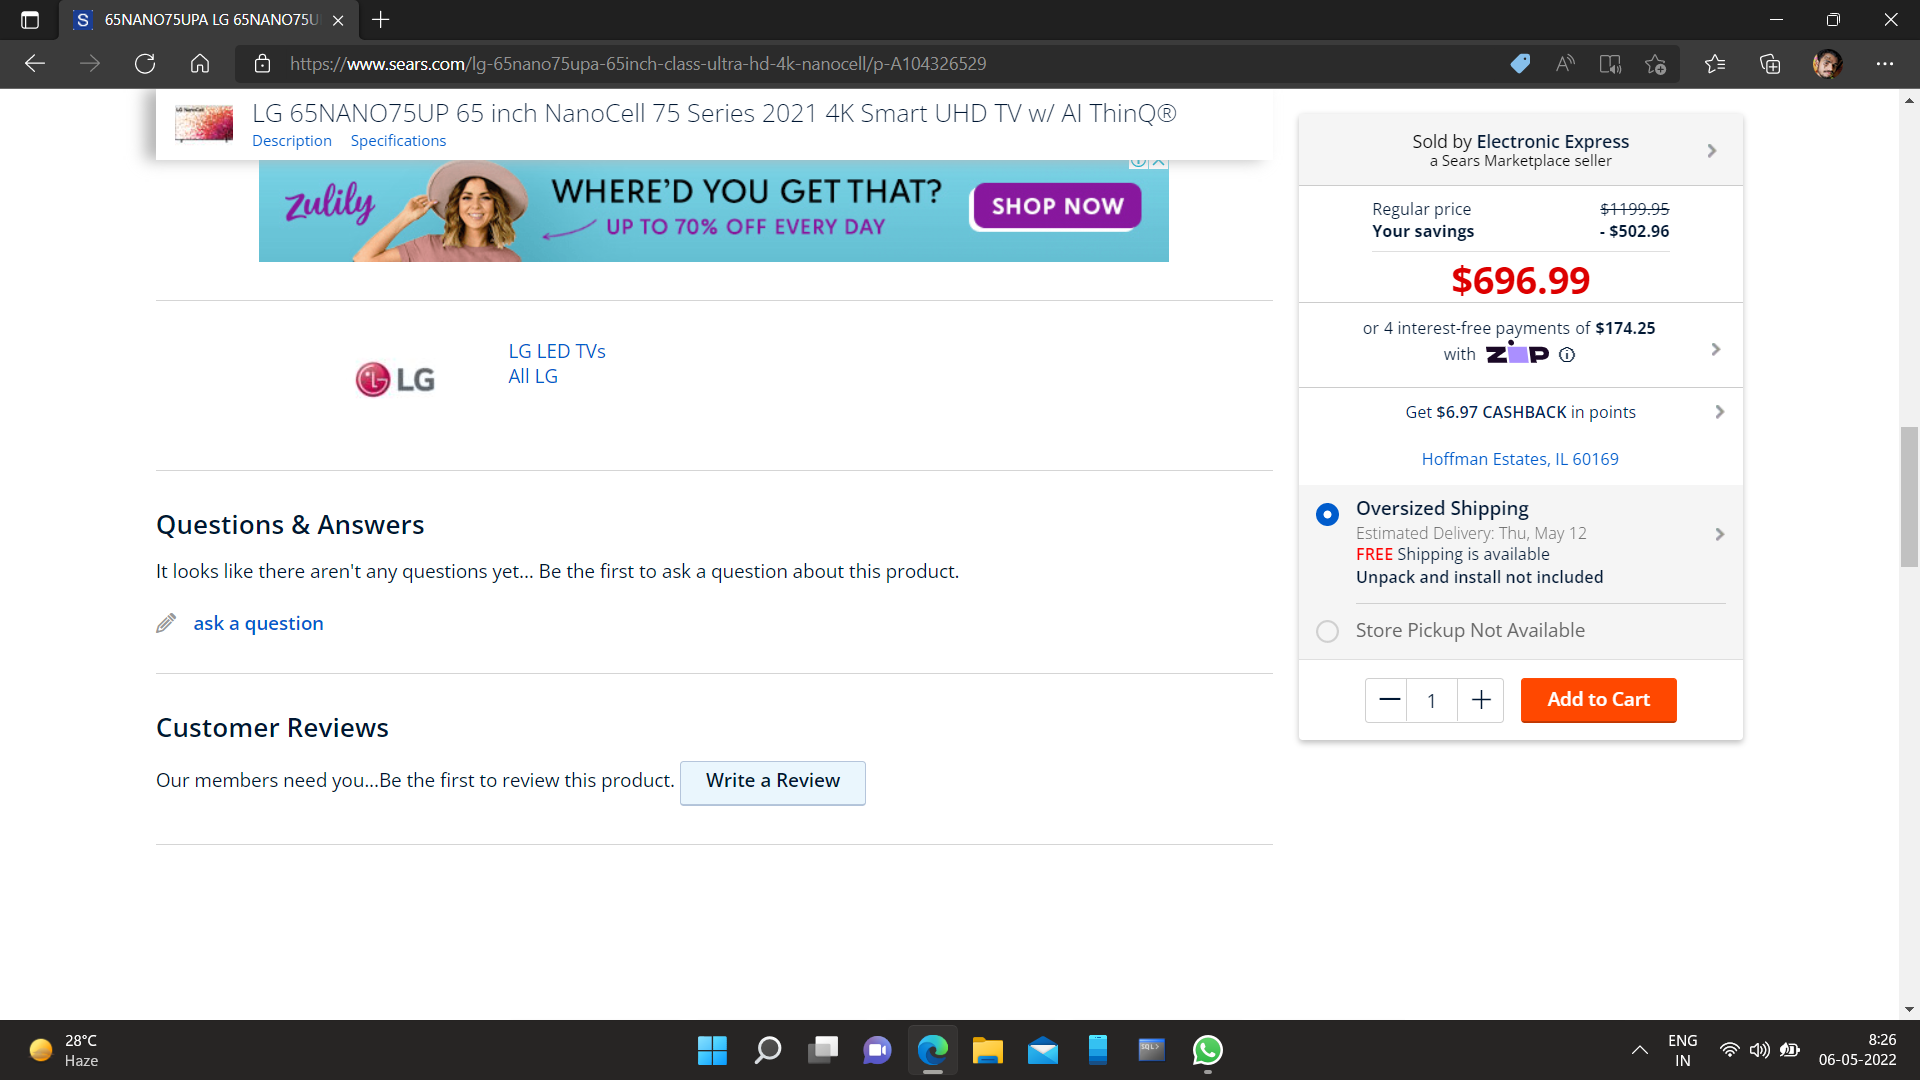 65NANO75UPA LG 65NANO75U
https://www.sears.com/lg-65nano75upa-65inch-class-ultra-hd-4k-nanocell/p-A104326529
LG 65NANO75UP 65 inch NanoCell 75 Series 2021 4K Smart UHD TV w/ AI ThinQ®
Description Specifications
zulily
WHERE'D YOU GET THAT?
UP TO 70% OFF EVERY DAY
SHOP NOW
LG
LG LED TVs
All LG
Questions & Answers
It looks like there aren't any questions yet... Be the first to ask a question about this product.
ask a question
Customer Reviews
Our members need you...Be the first to review this product.
Write a Review
Sold by Electronic Express
a Sears Marketplace seller
Regular price $1199.95
Your savings - $502.96
$696.99
or 4 interest-free payments of $174.25
with ZIP
Get $6.97 CASHBACK in points
Hoffman Estates, IL 60169
Oversized Shipping
Estimated Delivery: Thu, May 12
FREE Shipping is available
Unpack and install not included
Store Pickup Not Available
1
Add to Cart
28°C
Haze
ENG
IN
8:26
06-05-2022